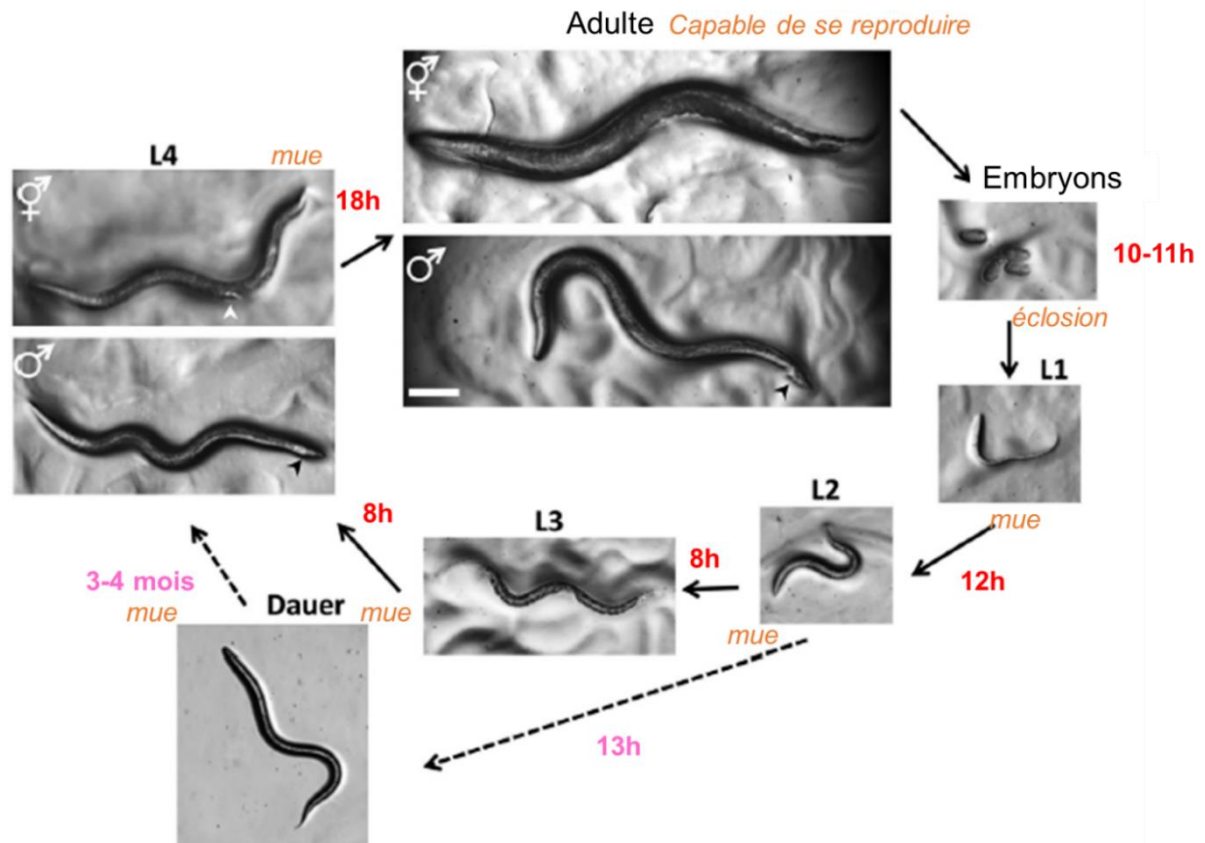 Adulte Capable de se reproduire
⚥
L4 mue
⚥
18h
Embryons
10-11h
♂
éclosion
♂
L1
L2
mue
L3
8h
8h
12h
3-4 mois
Dauer
mue
mue
mue
13h